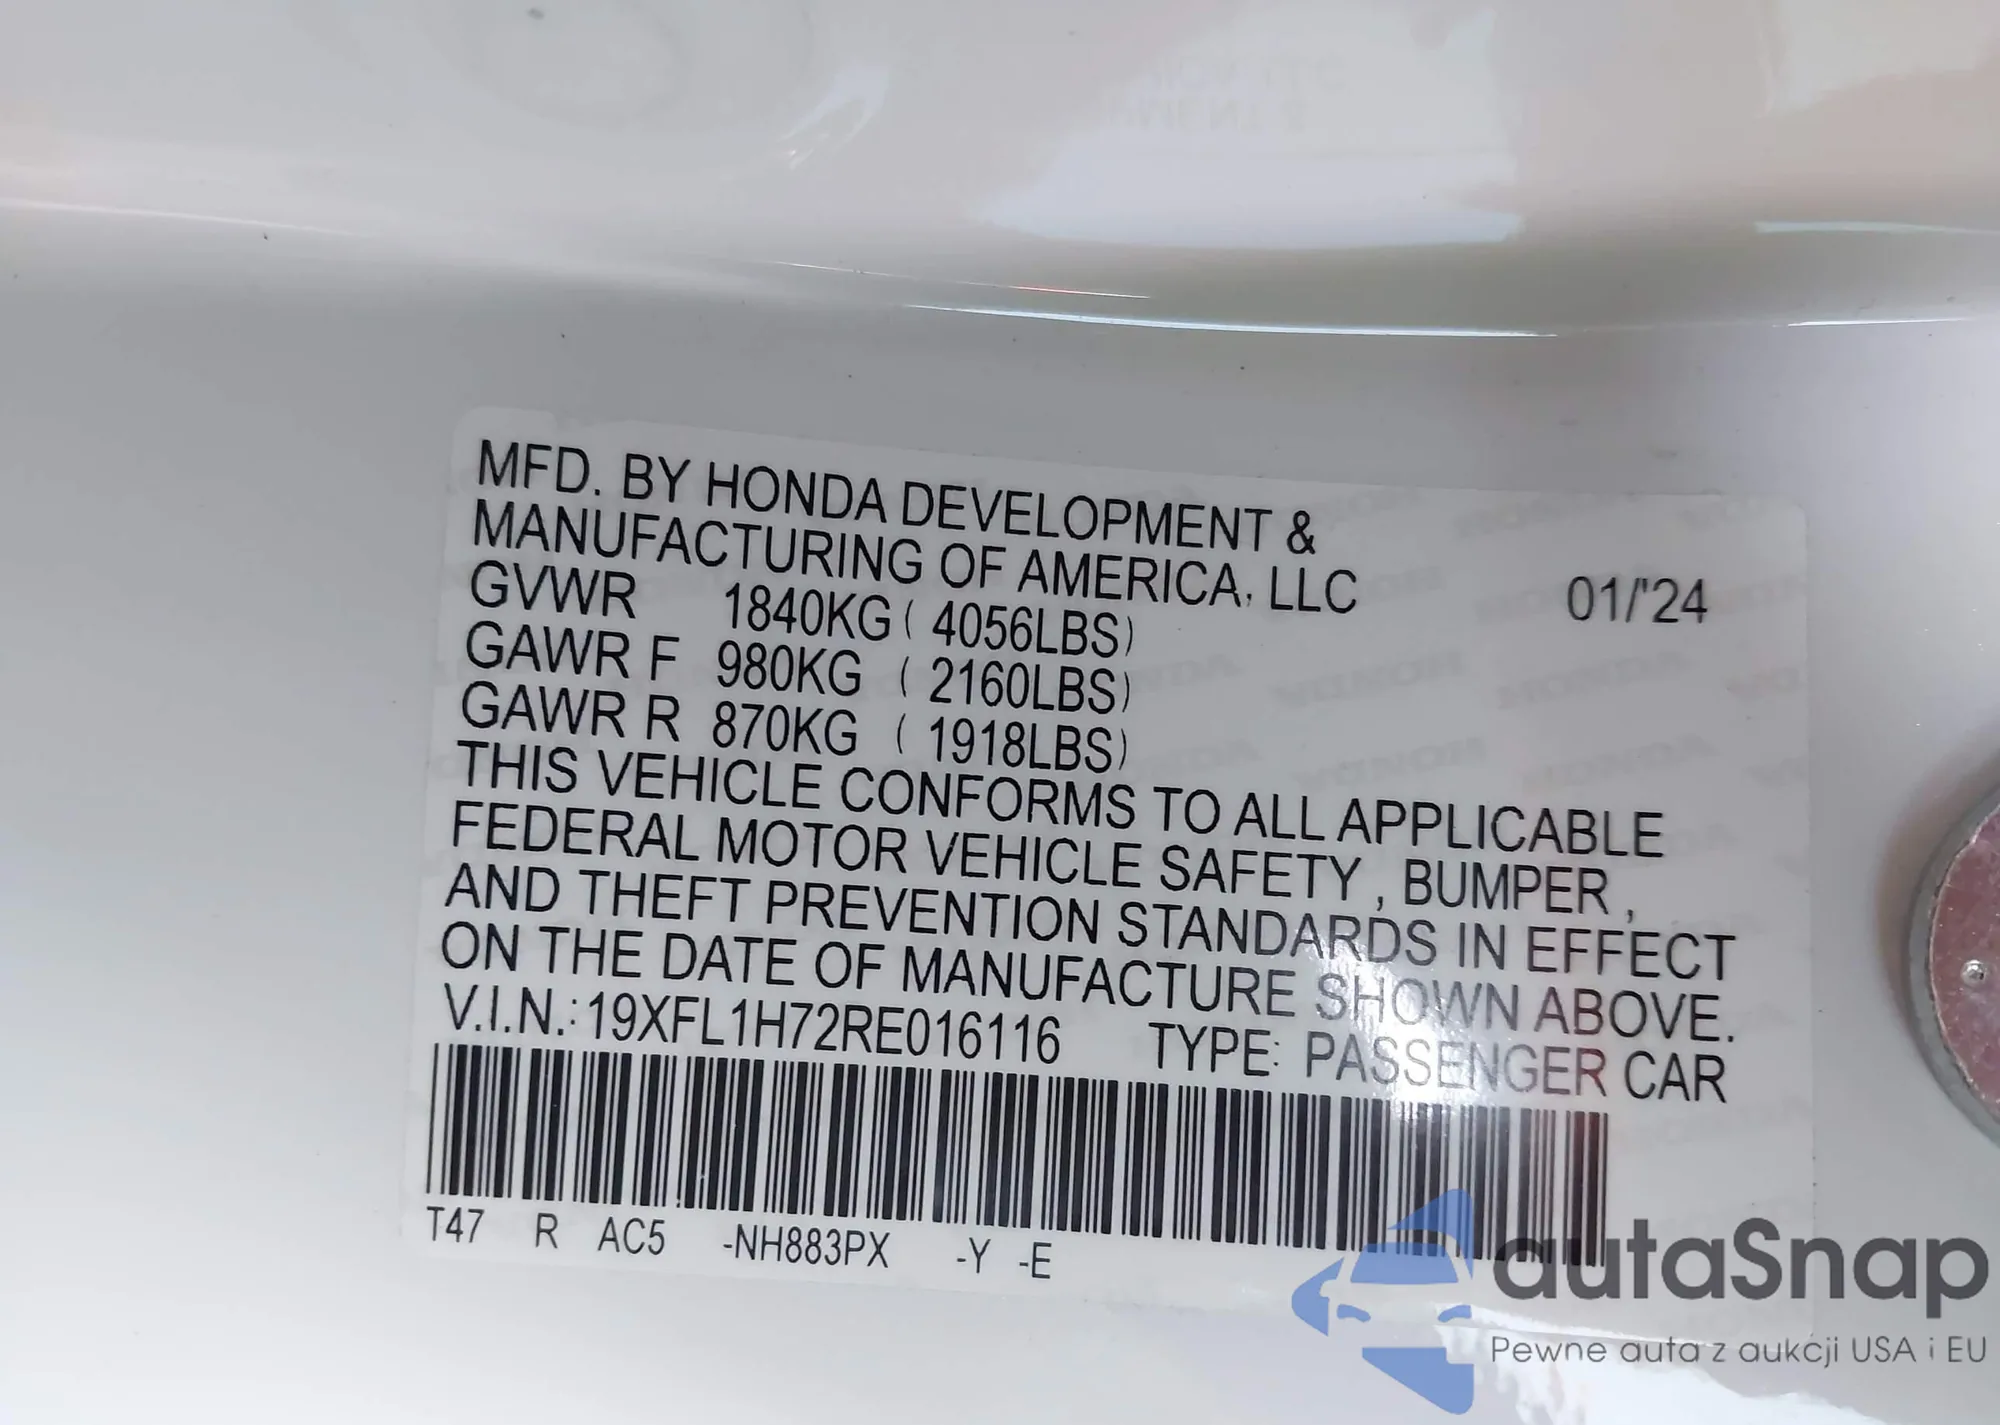 MFD. BY HONDA DEVELOPMENT &
MANUFACTURING OF AMERICA, LLC 01/'24
GVWR 1840KG ( 4056LBS)
GAWR F 980KG ( 2160LBS)
GAWR R 870KG ( 1918LBS)
THIS VEHICLE CONFORMS TO ALL APPLICABLE
FEDERAL MOTOR VEHICLE SAFETY , BUMPER ,
AND THEFT PREVENTION STANDARDS IN EFFECT
ON THE DATE OF MANUFACTURE SHOWN ABOVE.
V.I.N.: 19XFL1H72RE016116 TYPE: PASSENGER CAR
T47 R AC5 -NH883PX -Y -E
autaSnap
Pewne auta z aukcji USA i EU